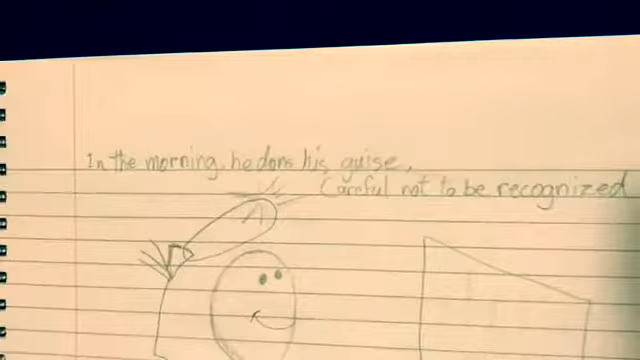 In the morning, he dons his guise,
Careful not to be recognized